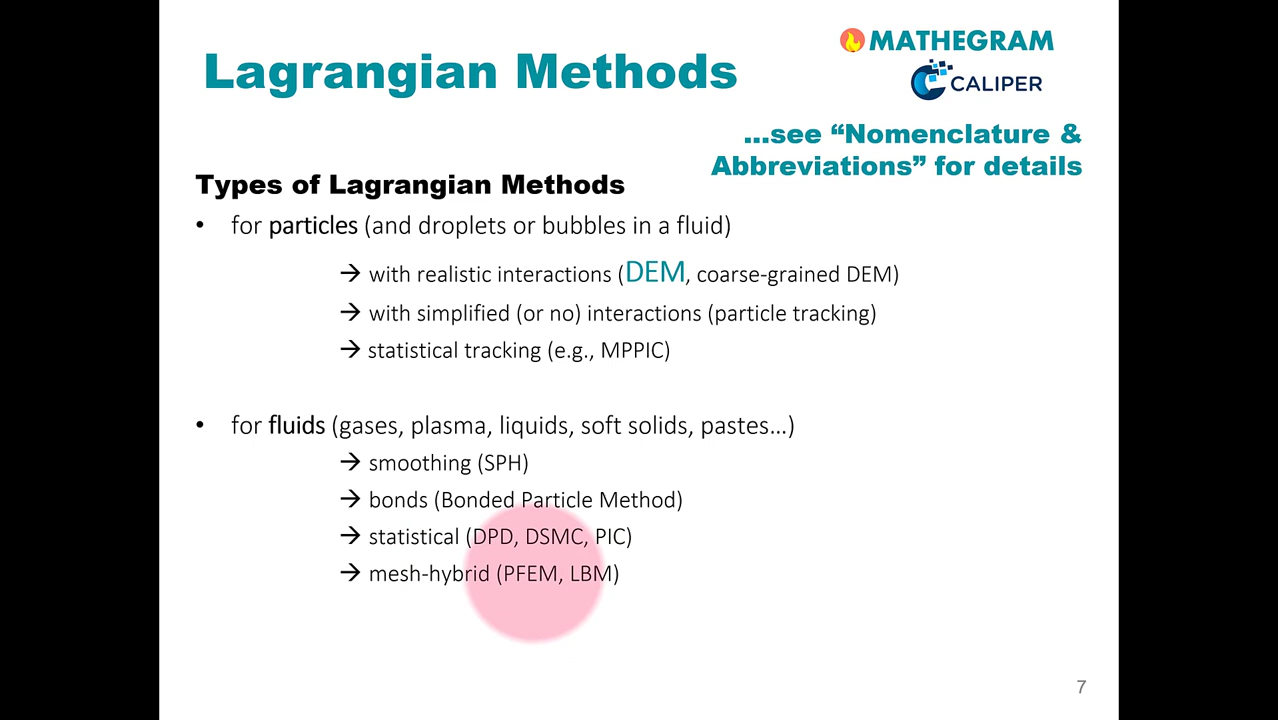 Lagrangian Methods
MATHEGRAM
CALIPER
...see “Nomenclature &
Abbreviations” for details
Types of Lagrangian Methods
• for particles (and droplets or bubbles in a fluid)
→ with realistic interactions (DEM, coarse-grained DEM)
→ with simplified (or no) interactions (particle tracking)
→ statistical tracking (e.g., MPPIC)
• for fluids (gases, plasma, liquids, soft solids, pastes...)
→ smoothing (SPH)
→ bonds (Bonded Particle Method)
→ statistical (DPD, DSMC, PIC)
→ mesh-hybrid (PFEM, LBM)
7